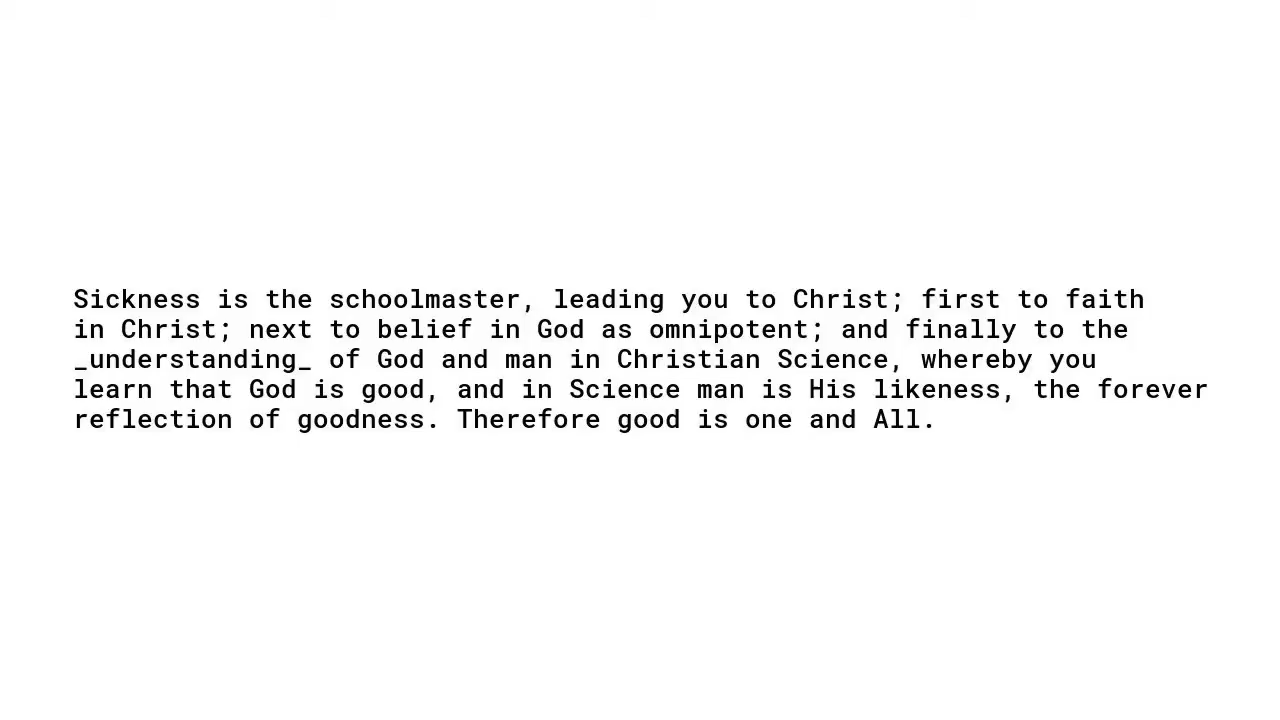 Sickness is the schoolmaster, leading you to Christ; first to faith
in Christ; next to belief in God as omnipotent; and finally to the
_understanding_ of God and man in Christian Science, whereby you
learn that God is good, and in Science man is His likeness, the forever
reflection of goodness. Therefore good is one and All.